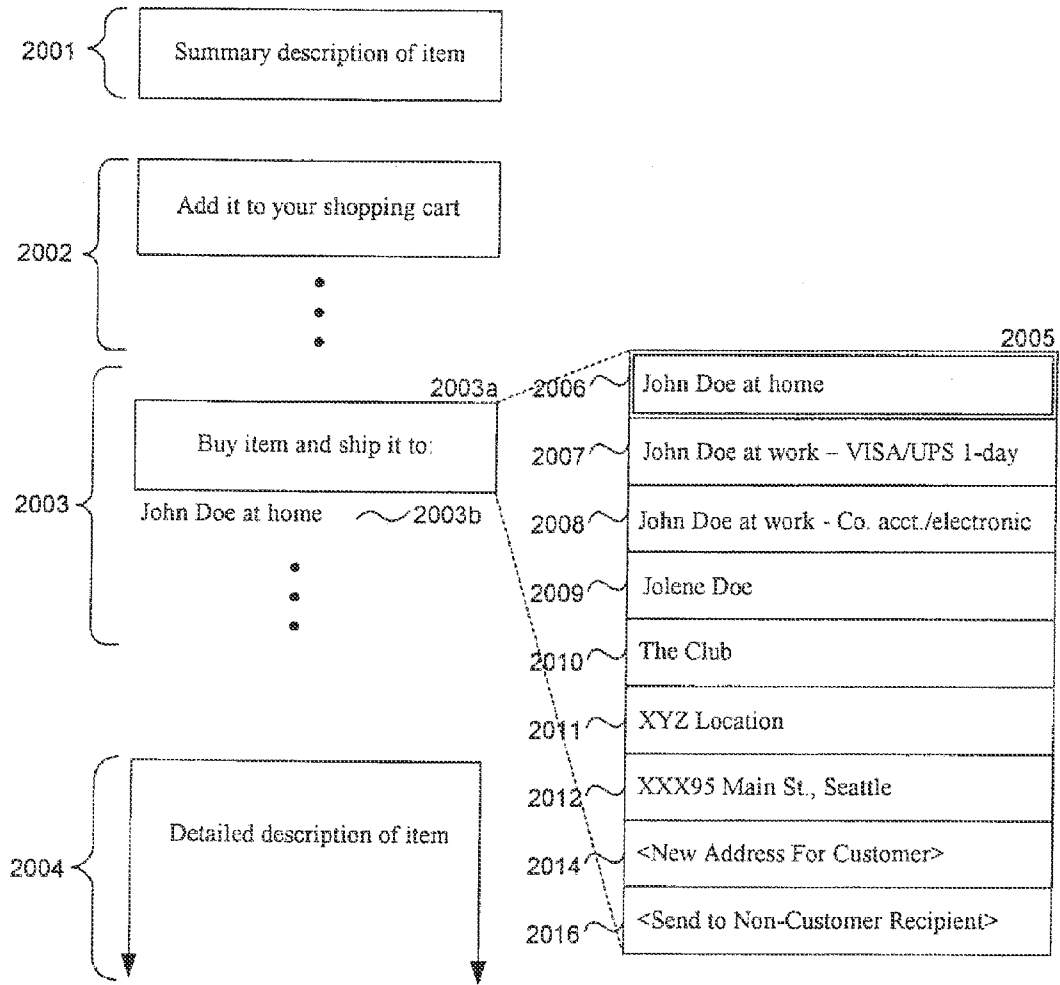 2001
Summary description of item
2002
Add it to your shopping cart
2003
2003a
Buy item and ship it to:
John Doe at home
2003b
2004
Detailed description of item
2005
2006
John Doe at home
2007
John Doe at work – VISA/UPS 1-day
2008
John Doe at work - Co. acct./electronic
2009
Jolene Doe
2010
The Club
2011
XYZ Location
2012
XXX95 Main St., Seattle
2014
<New Address For Customer>
2016
<Send to Non-Customer Recipient>